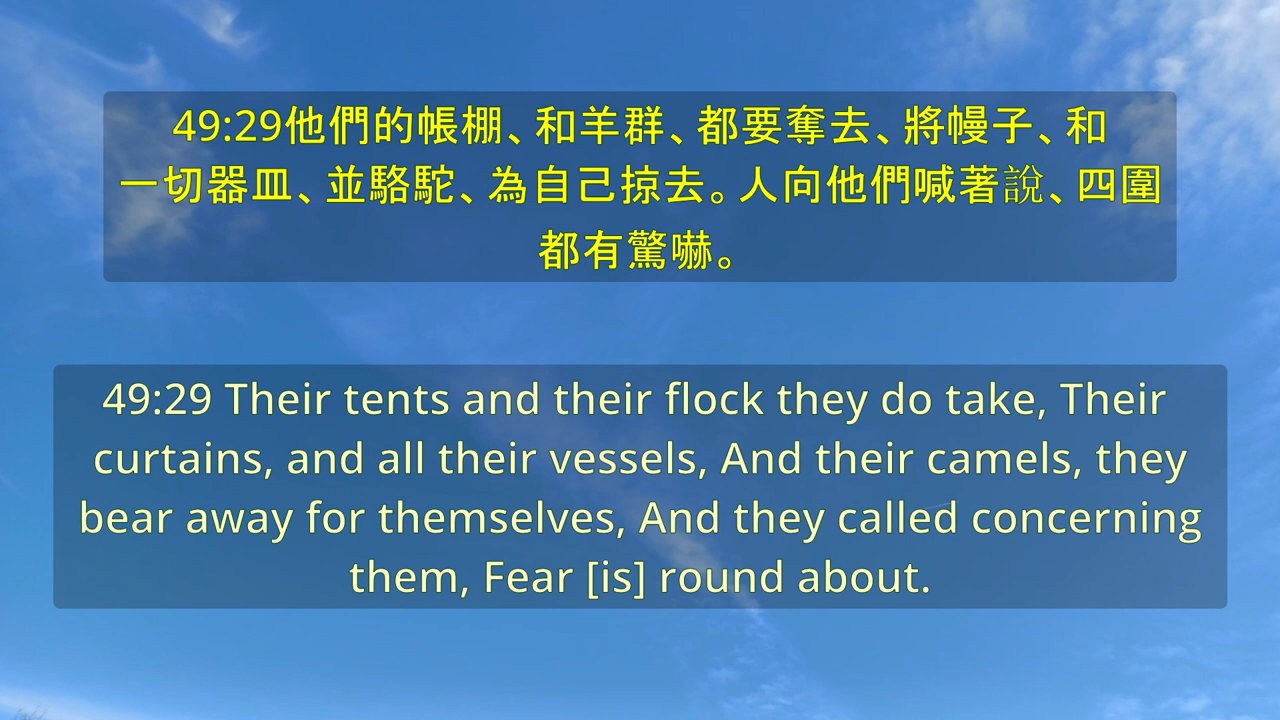 49:29他們的帳棚、和羊群、都要奪去、將幔子、和
一切器皿、並駱駝、為自己掠去。人向他們喊著說、四圍
都有驚嚇。
49:29 Their tents and their flock they do take, Their
curtains, and all their vessels, And their camels, they
bear away for themselves, And they called concerning
them, Fear [is] round about.